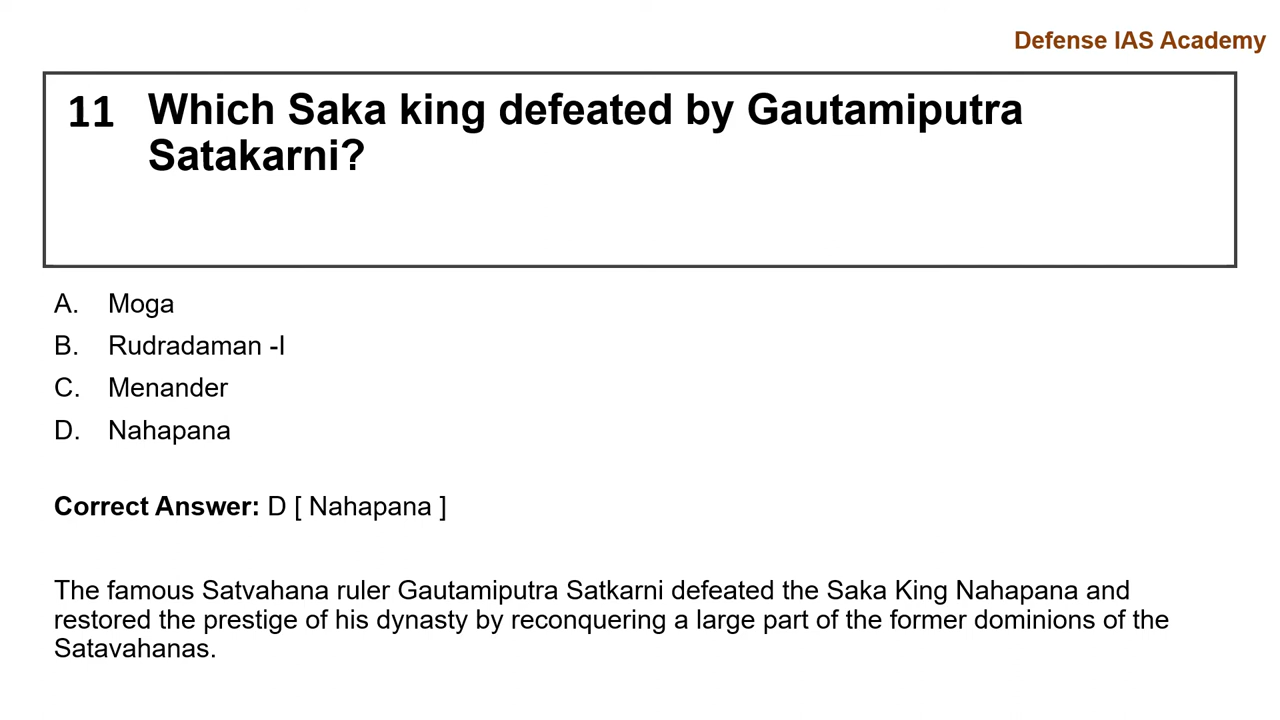 Defense IAS Academy
11 Which Saka king defeated by Gautamiputra
Satakarni?
A. Moga
B. Rudradaman -I
C. Menander
D. Nahapana
Correct Answer: D [ Nahapana ]
The famous Satvahana ruler Gautamiputra Satkarni defeated the Saka King Nahapana and
restored the prestige of his dynasty by reconquering a large part of the former dominions of the
Satavahanas.